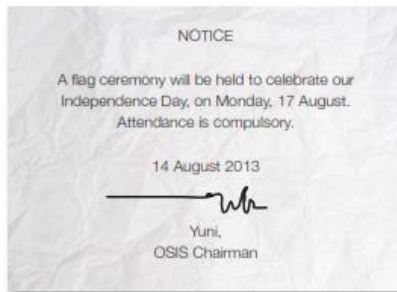 NOTICE
A flag ceremony will be held to celebrate our
Independence Day, on Monday, 17 August.
Attendance is compulsory.
14 August 2013
Yuni,
OSIS Chairman